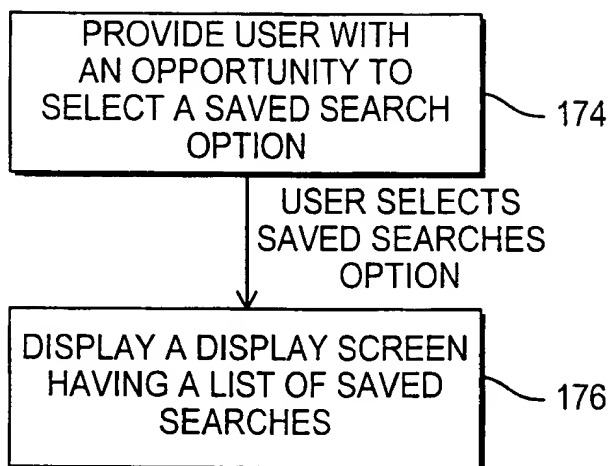 PROVIDE USER WITH
AN OPPORTUNITY TO
SELECT A SAVED SEARCH
OPTION
174
USER SELECTS
SAVED SEARCHES
OPTION
DISPLAY A DISPLAY SCREEN
HAVING A LIST OF SAVED
SEARCHES
176